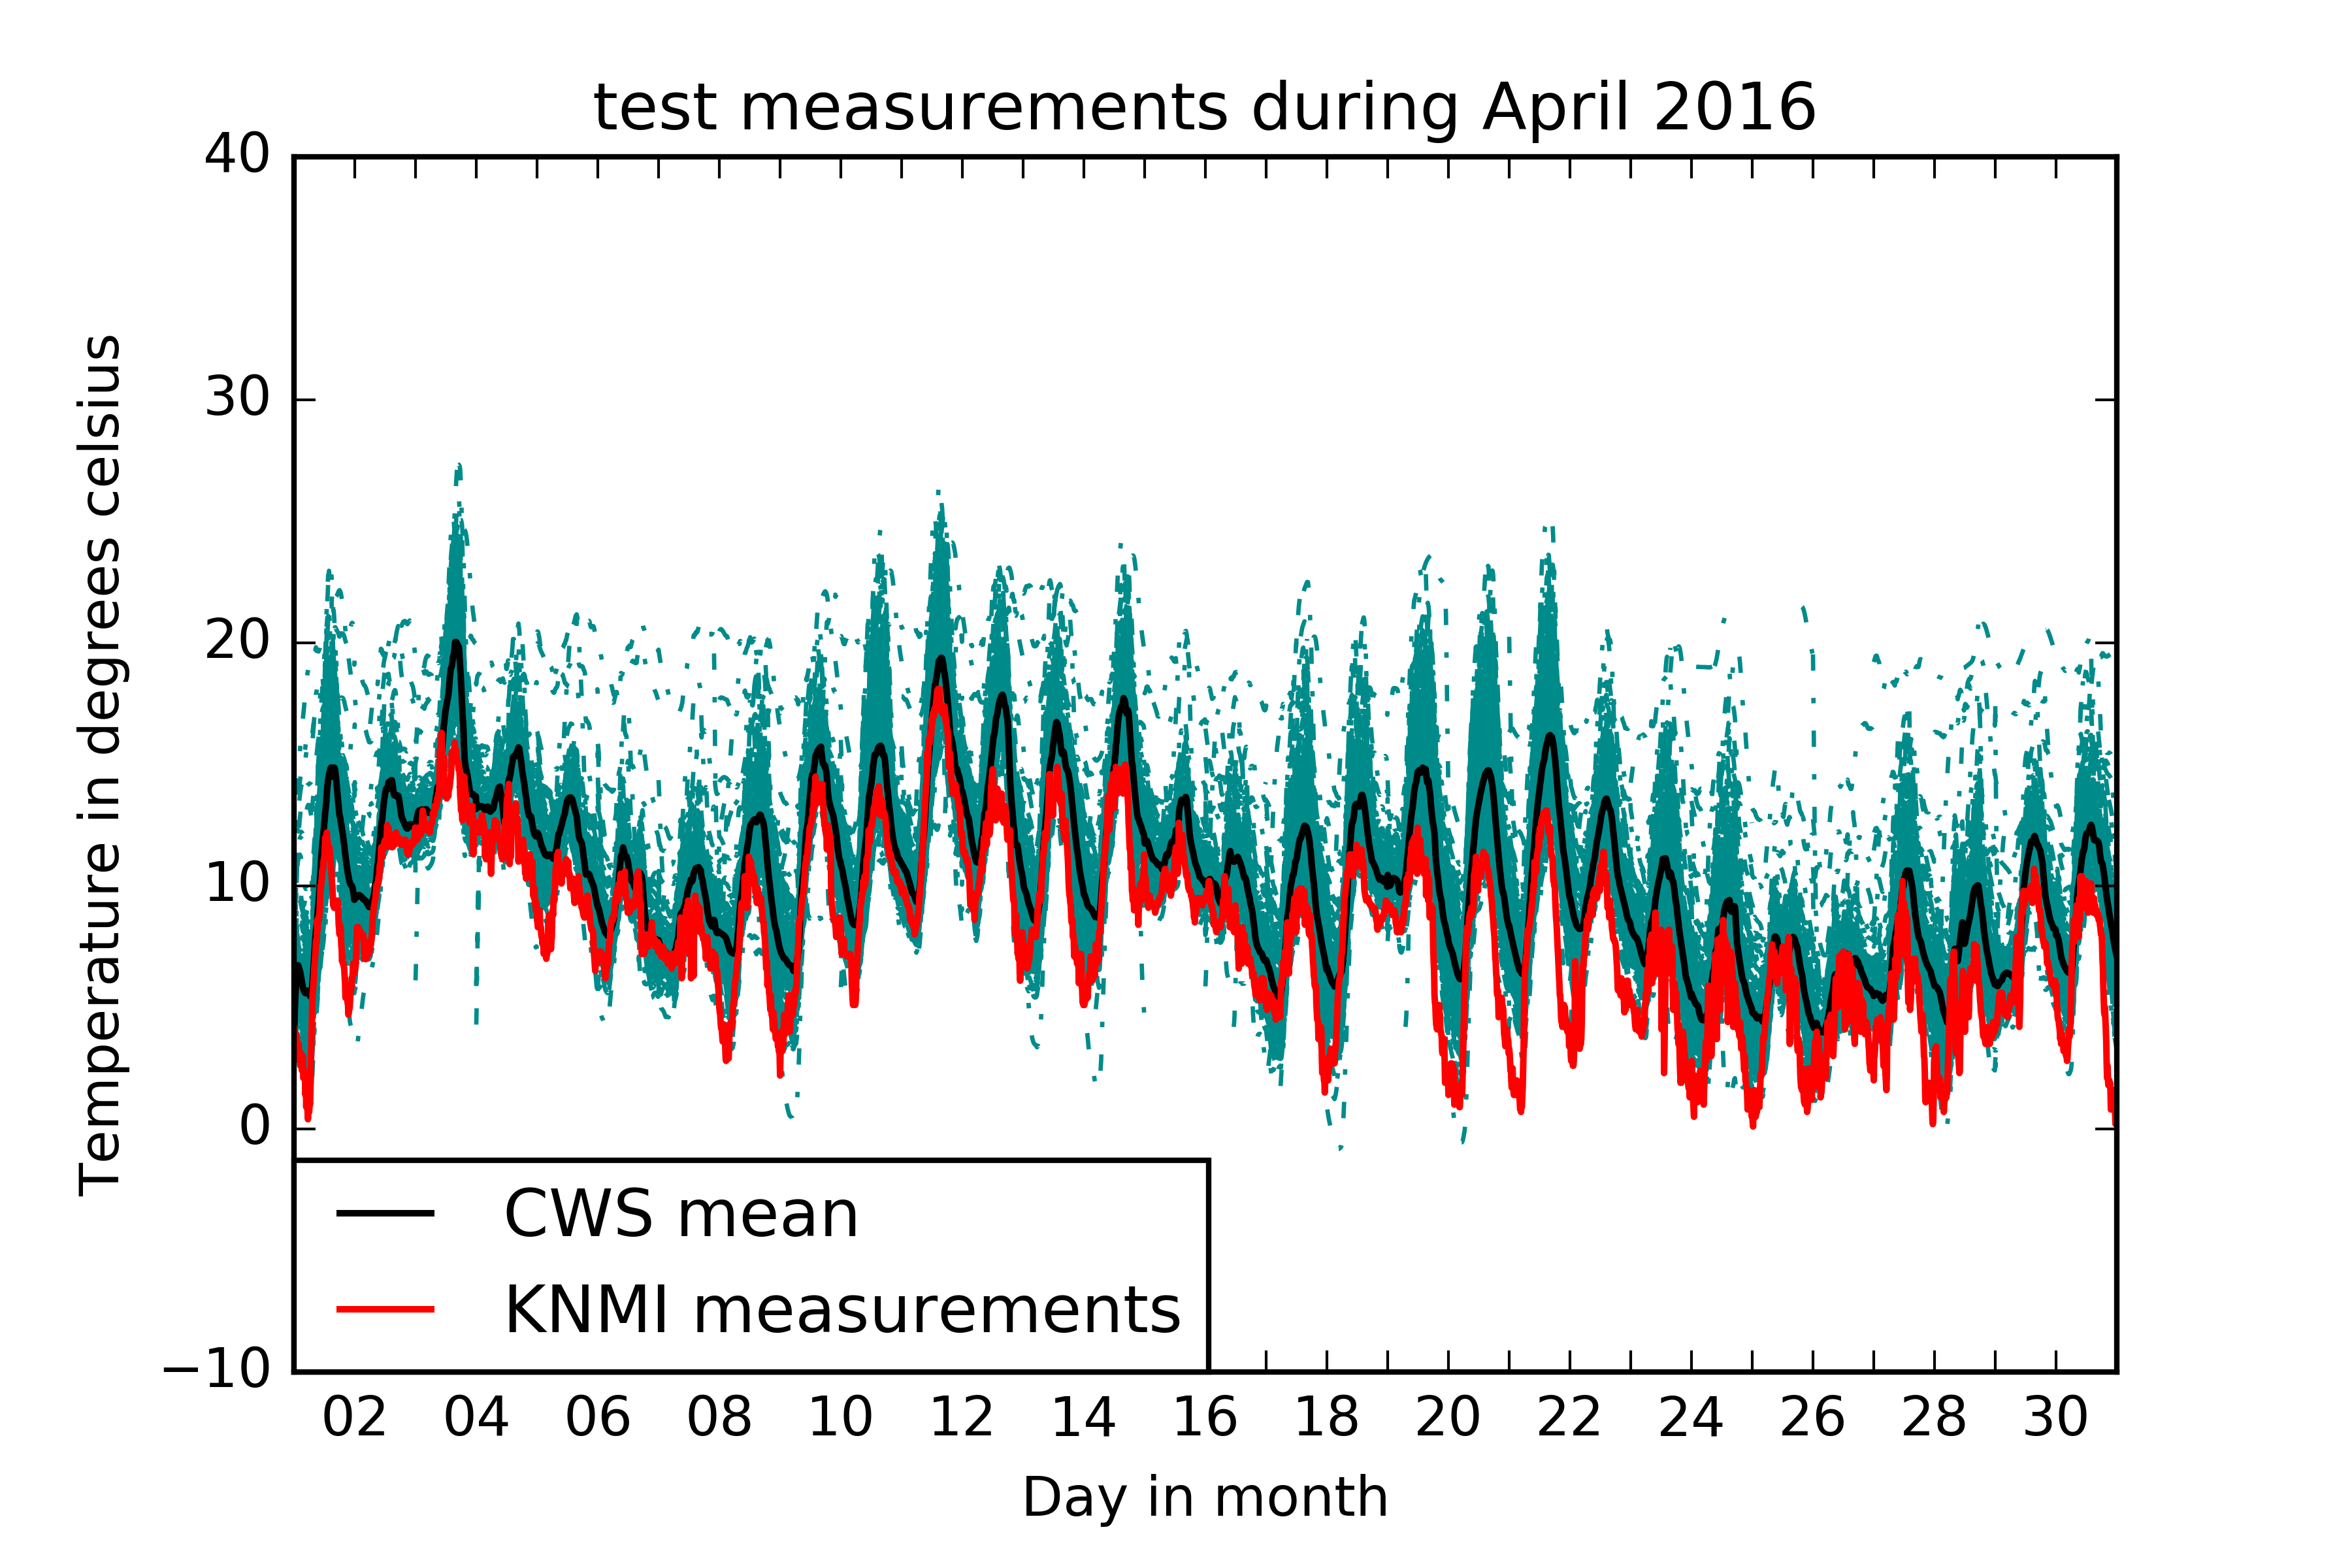 test measurements during April 2016
40
30
20
10
0
−10
Temperature in degrees celsius
CWS mean
KNMI measurements
02 04 06 08 10 12 14 16 18 20 22 24 26 28 30
Day in month